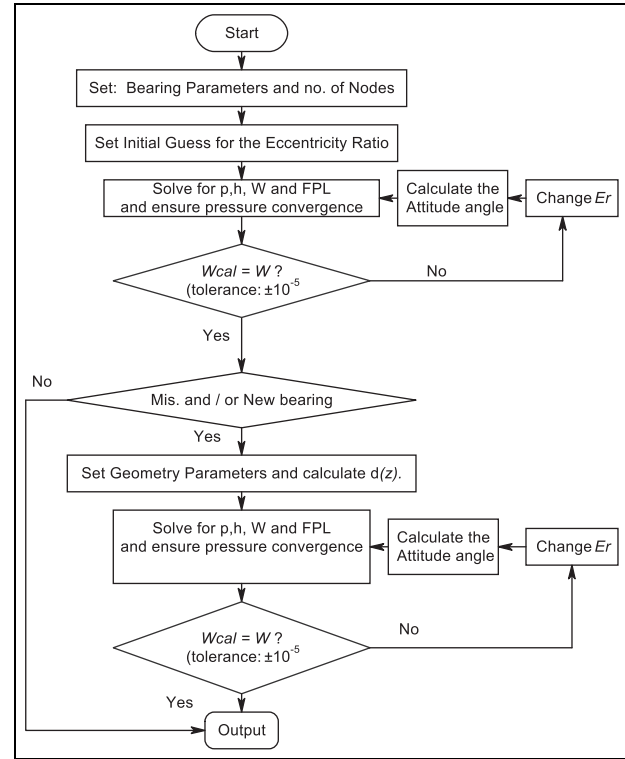 Start
Set: Bearing Parameters and no. of Nodes
Set Initial Guess for the Eccentricity Ratio
Solve for p,h, W and FPL
and ensure pressure convergence
Calculate the
Attitude angle
Change Er
Wcal = W ?
(tolerance: ±10⁻⁵
No
Yes
No
Mis. and / or New bearing
Yes
Set Geometry Parameters and calculate d(z).
Solve for p,h, W and FPL
and ensure pressure convergence
Calculate the
Attitude angle
Change Er
Wcal = W ?
(tolerance: ±10⁻⁵
No
Yes
Output